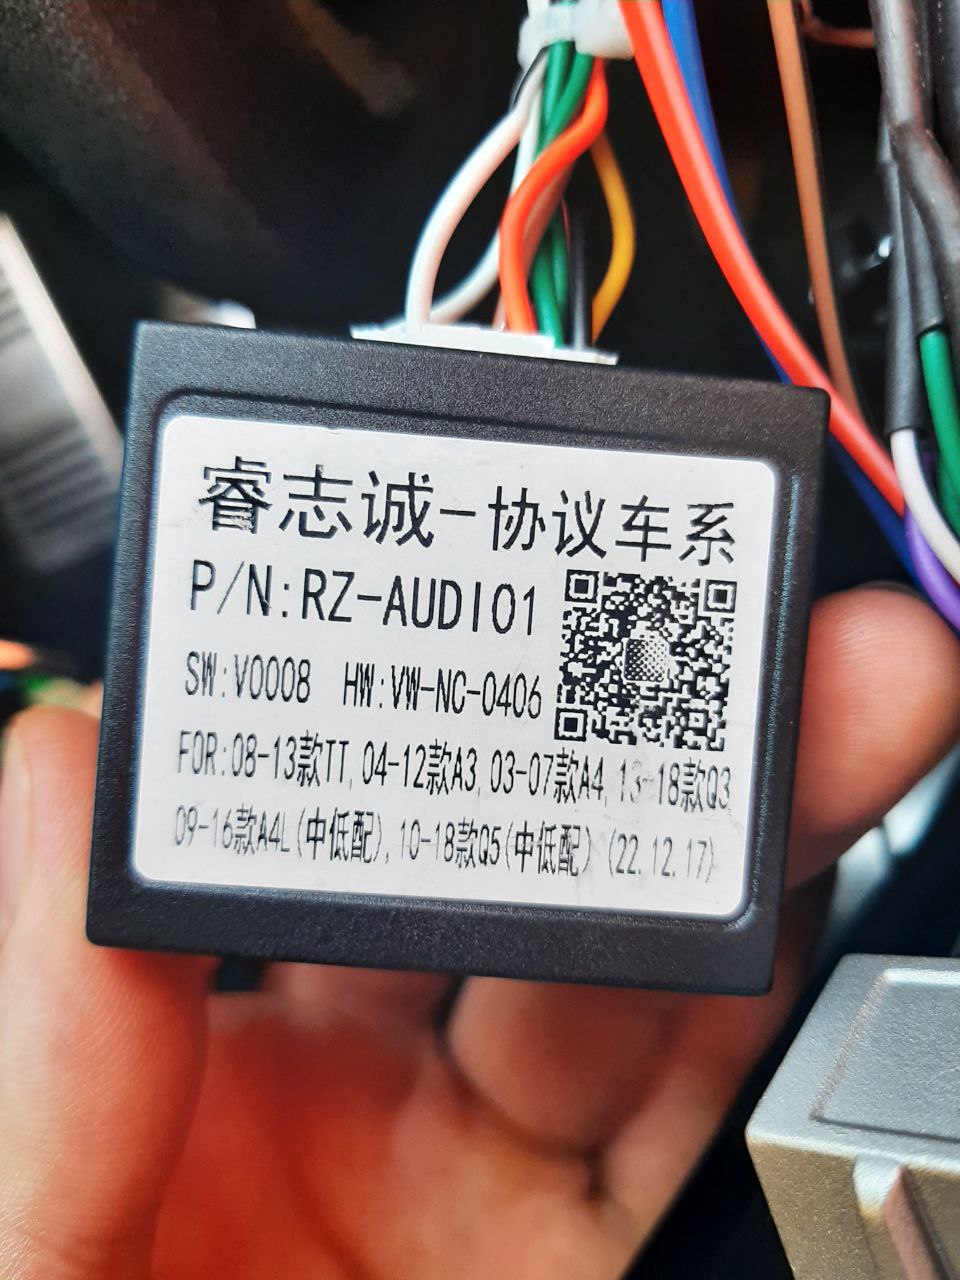 睿志诚-协议车系
P/N:RZ-AUDI01
SW:V0008 HW:VW-NC-0406
FOR:08-13款TT,04-12款A3,03-07款A4,13-18款Q3
09-16款A4L(中低配),10-18款Q5(中低配) (22.12.17)